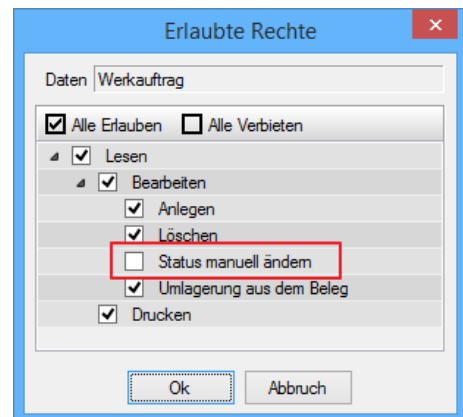 Erlaubte Rechte
Daten Werkauftrag
Alle Erlauben Alle Verbieten
Lesen
Bearbeiten
Anlegen
Löschen
Status manuell ändern
Umlagerung aus dem Beleg
Drucken
Ok Abbruch